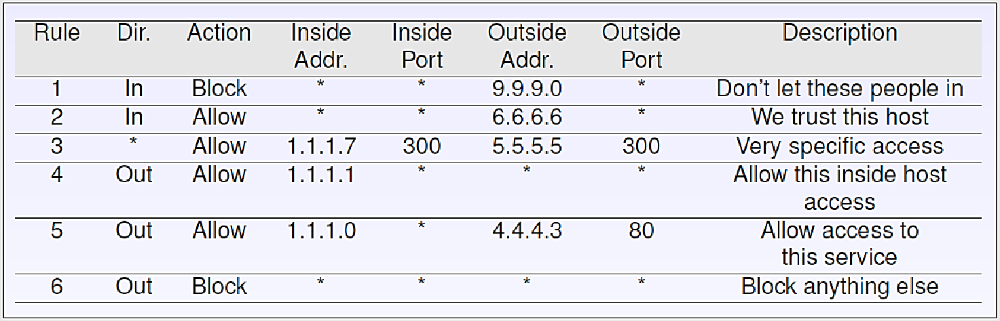 Rule Dir. Action Inside Inside Outside Outside Description
Addr. Port Addr. Port
1 In Block * * 9.9.9.0 * Don't let these people in
2 In Allow * * 6.6.6.6 * We trust this host
3 * Allow 1.1.1.7 300 5.5.5.5 300 Very specific access
4 Out Allow 1.1.1.1 * * * Allow this inside host
access
5 Out Allow 1.1.1.0 * 4.4.4.3 80 Allow access to
this service
6 Out Block * * * * Block anything else